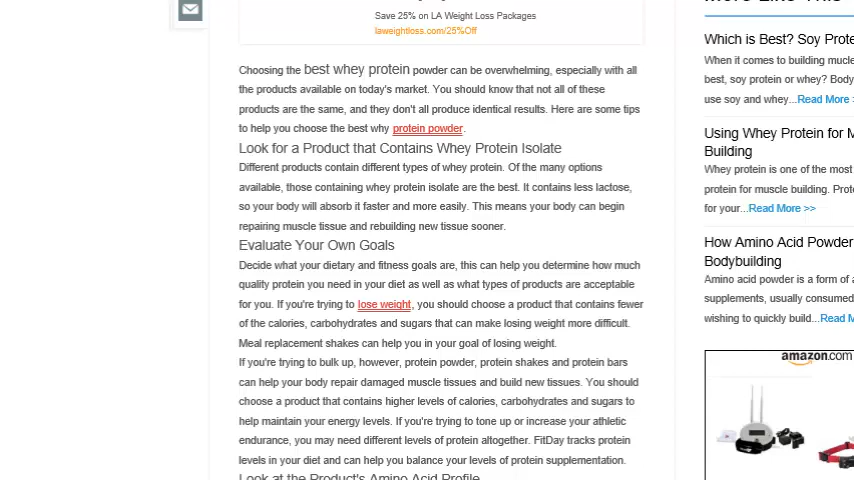 Save 25% on LA Weight Loss Packages
laweightloss.com/25%Off
Choosing the best whey protein powder can be overwhelming, especially with all
the products available on today's market. You should know that not all of these
products are the same, and they don't all produce identical results. Here are some tips
to help you choose the best why protein powder.
Look for a Product that Contains Whey Protein Isolate
Different products contain different types of whey protein. Of the many options
available, those containing whey protein isolate are the best. It contains less lactose,
so your body will absorb it faster and more easily. This means your body can begin
repairing muscle tissue and rebuilding new tissue sooner.
Evaluate Your Own Goals
Decide what your dietary and fitness goals are, this can help you determine how much
quality protein you need in your diet as well as what types of products are acceptable
for you. If you're trying to lose weight, you should choose a product that contains fewer
of the calories, carbohydrates and sugars that can make losing weight more difficult.
Meal replacement shakes can help you in your goal of losing weight.
If you're trying to bulk up, however, protein powder, protein shakes and protein bars
can help your body repair damaged muscle tissues and build new tissues. You should
choose a product that contains higher levels of calories, carbohydrates and sugars to
help maintain your energy levels. If you're trying to tone up or increase your athletic
endurance, you may need different levels of protein altogether. FitDay tracks protein
levels in your diet and can help you balance your levels of protein supplementation.
Look at the Product's Amino Acid Profile
More Like This
Which is Best? Soy Prote
When it comes to building muscle
best, soy protein or whey? Body
use soy and whey...Read More >
Using Whey Protein for M
Building
Whey protein is one of the most
protein for muscle building. Prote
for your...Read More >>
How Amino Acid Powder
Bodybuilding
Amino acid powder is a form of a
supplements, usually consumed
wishing to quickly build...Read M
amazon.com